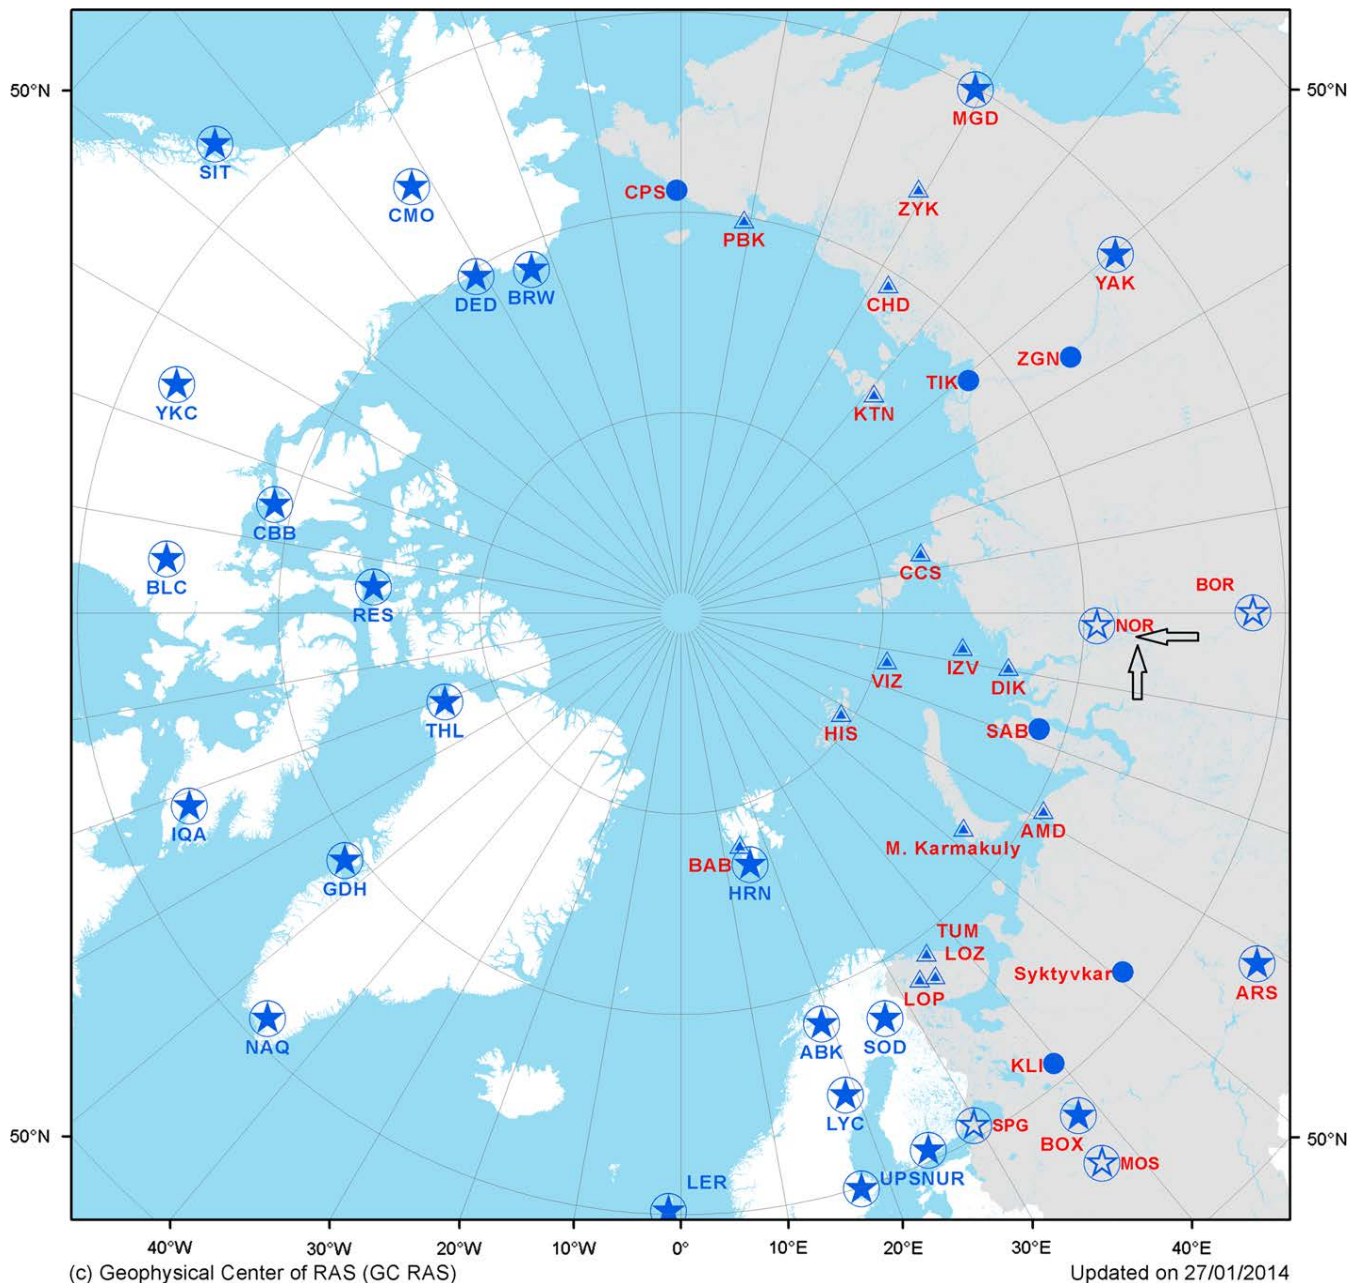 50°N
50°N
MGD
SIT
CMO
CPS
ZYK
PBK
YAK
DED
BRW
CHD
ZGN
TIK
YKC
KTN
CBB
BLC
CCS
RES
BOR
NOR
IZV
VIZ
DIK
THL
HIS
SAB
IQA
AMD
M. Karmakuly
GDH
BAB
HRN
TUM
LOZ
Syktyvkar
ARS
LOP
NAQ
ABK
SOD
KLI
LYC
SPG
50°N
50°N
BOX
MOS
LER
UPSNUR
40°W
30°W
20°W
10°W
0°
10°E
20°E
30°E
40°E
(c) Geophysical Center of RAS (GC RAS)
Updated on 27/01/2014